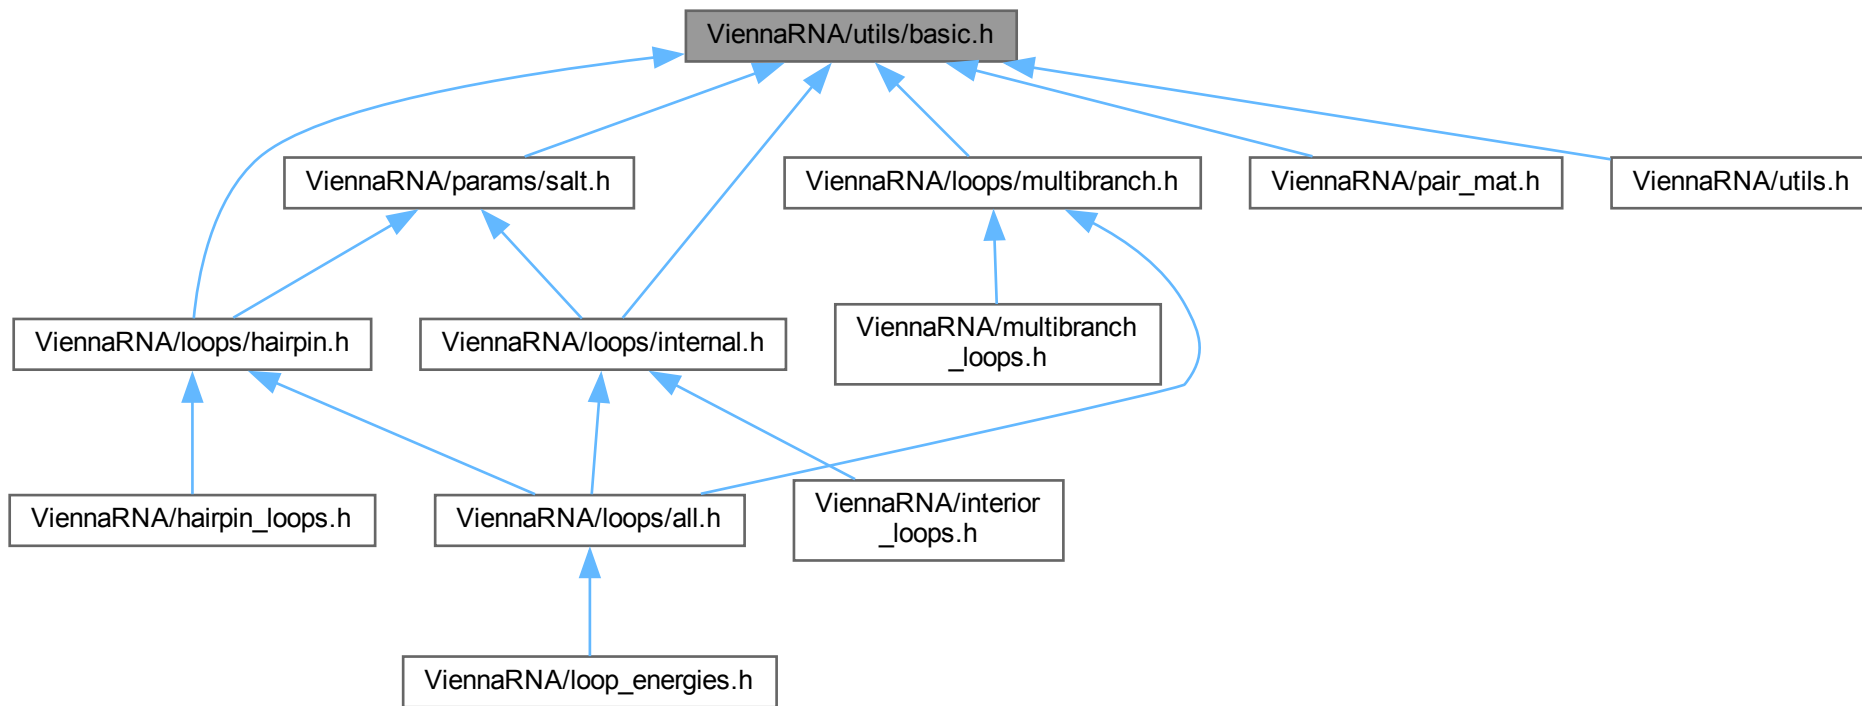 ViennaRNA/utils/basic.h
ViennaRNA/params/salt.h
ViennaRNA/loops/multibranch.h
ViennaRNA/pair_mat.h
ViennaRNA/utils.h
ViennaRNA/loops/hairpin.h
ViennaRNA/loops/internal.h
ViennaRNA/multibranch
_loops.h
ViennaRNA/hairpin_loops.h
ViennaRNA/loops/all.h
ViennaRNA/interior
_loops.h
ViennaRNA/loop_energies.h